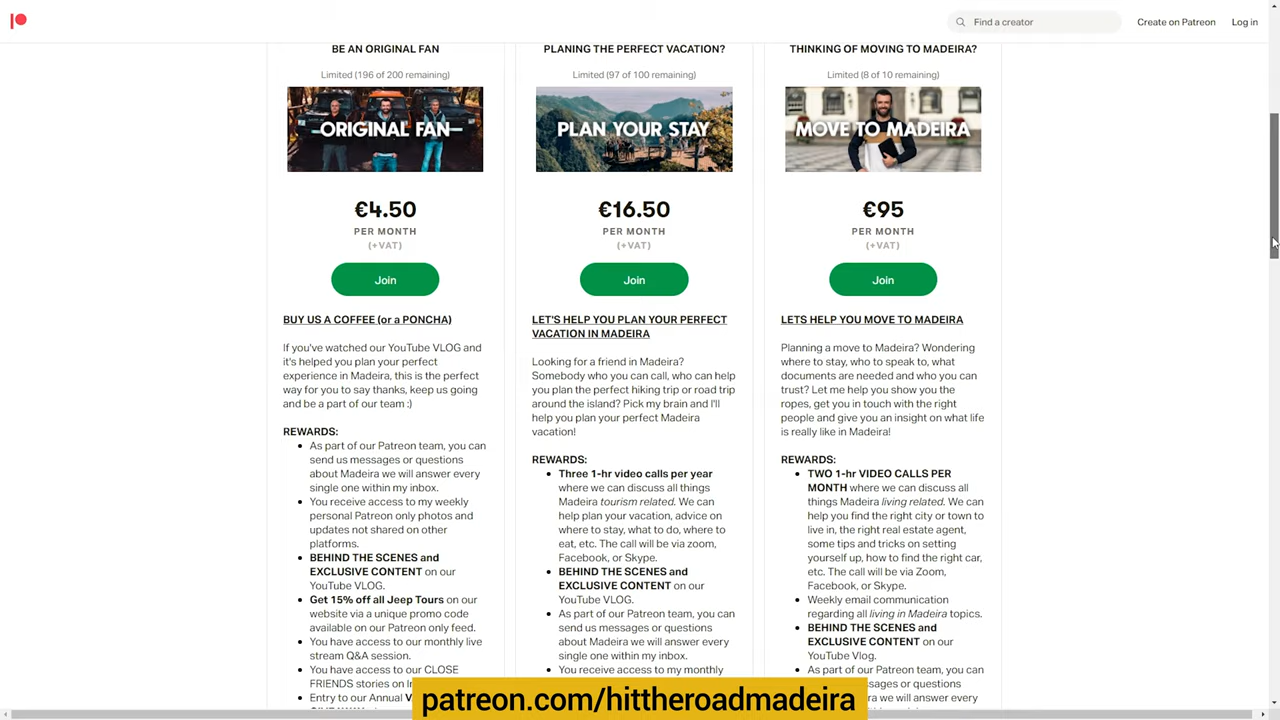 Find a creator
Create on Patreon
Log in
BE AN ORIGINAL FAN
Limited (196 of 200 remaining)
ORIGINAL FAN
€4.50
PER MONTH
(+VAT)
Join
BUY US A COFFEE (or a PONCHA)
If you've watched our YouTube VLOG and
it's helped you plan your perfect
experience in Madeira, this is the perfect
way for you to say thanks, keep us going
and be a part of our team :)
REWARDS:
As part of our Patreon team, you can
send us messages or questions
about Madeira we will answer every
single one within my inbox.
You receive access to my weekly
personal Patreon only photos and
updates not shared on other
platforms.
BEHIND THE SCENES and
EXCLUSIVE CONTENT on our
YouTube VLOG.
Get 15% off all Jeep Tours on our
website via a unique promo code
available on our Patreon only feed.
You have access to our monthly live
stream Q&A session.
You have access to our CLOSE
FRIENDS stories on
Entry to our Annual
PLANING THE PERFECT VACATION?
Limited (97 of 100 remaining)
PLAN YOUR STAY
€16.50
PER MONTH
(+VAT)
Join
LET'S HELP YOU PLAN YOUR PERFECT
VACATION IN MADEIRA
Looking for a friend in Madeira?
Somebody who you can call, who can help
you plan the perfect hiking trip or road trip
around the island? Pick my brain and I'll
help you plan your perfect Madeira
vacation!
REWARDS:
Three 1-hr video calls per year
where we can discuss all things
Madeira tourism related. We can
help plan your vacation, advice on
where to stay, what to do, where to
eat, etc. The call will be via zoom,
Facebook, or Skype.
BEHIND THE SCENES and
EXCLUSIVE CONTENT on our
YouTube VLOG.
As part of our Patreon team, you can
send us messages or questions
about Madeira we will answer every
single one within my inbox.
You receive access to my monthly
THINKING OF MOVING TO MADEIRA?
Limited (8 of 10 remaining)
MOVE TO MADEIRA
€95
PER MONTH
(+VAT)
Join
LETS HELP YOU MOVE TO MADEIRA
Planning a move to Madeira? Wondering
where to stay, who to speak to, what
documents are needed and who you can
trust? Let me help you show you the
ropes, get you in touch with the right
people and give you an insight on what life
is really like in Madeira!
REWARDS:
TWO 1-hr VIDEO CALLS PER
MONTH where we can discuss all
things Madeira living related. We can
help you find the right city or town to
live in, the right real estate agent,
some tips and tricks on setting
yourself up, how to find the right car,
etc. The call will be via Zoom,
Facebook, or Skype.
Weekly email communication
regarding all living in Madeira topics.
BEHIND THE SCENES and
EXCLUSIVE CONTENT on our
YouTube Vlog.
As part of our Patreon team, you can
ssages or questions
ra we will answer every
single one within my inbox.
patreon.com/hittheroadmadeira